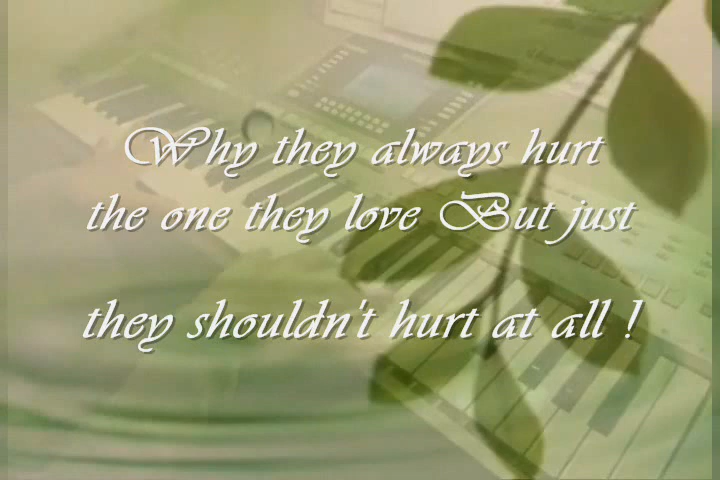 Why they always hurt
the one they love But just
they shouldn't hurt at all !